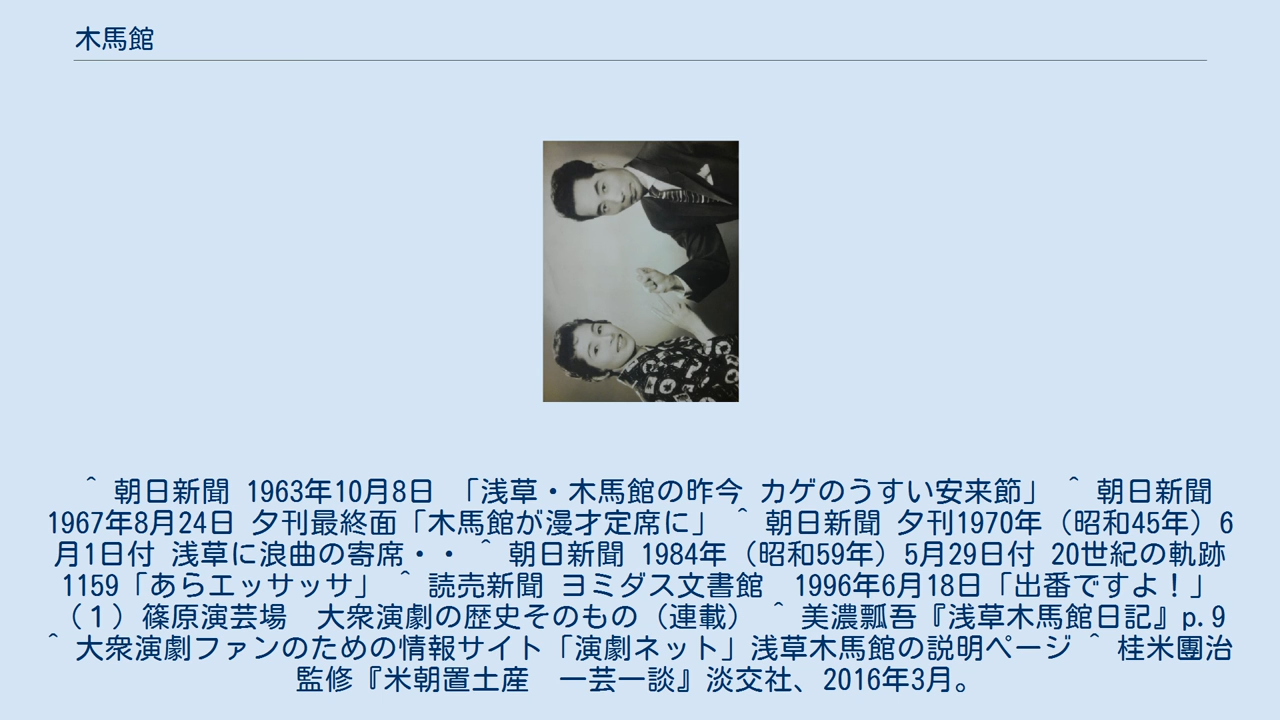 木馬館
^ 朝日新聞 1963年10月8日 「浅草・木馬館の昨今 カゲのうすい安来節」 ^ 朝日新聞
1967年8月24日 夕刊最終面「木馬館が漫才定席に」 ^ 朝日新聞 夕刊1970年（昭和45年）6
月1日付 浅草に浪曲の寄席・・ ^ 朝日新聞 1984年（昭和59年）5月29日付 20世紀の軌跡
1159「あらエッサッサ」 ^ 読売新聞 ヨミダス文書館　1996年6月18日「出番ですよ！」
（１）篠原演芸場　大衆演劇の歴史そのもの（連載） ^ 美濃瓢吾『浅草木馬館日記』p.9
^ 大衆演劇ファンのための情報サイト「演劇ネット」浅草木馬館の説明ページ ^ 桂米團治
監修『米朝置土産　一芸一談』淡交社、2016年3月。